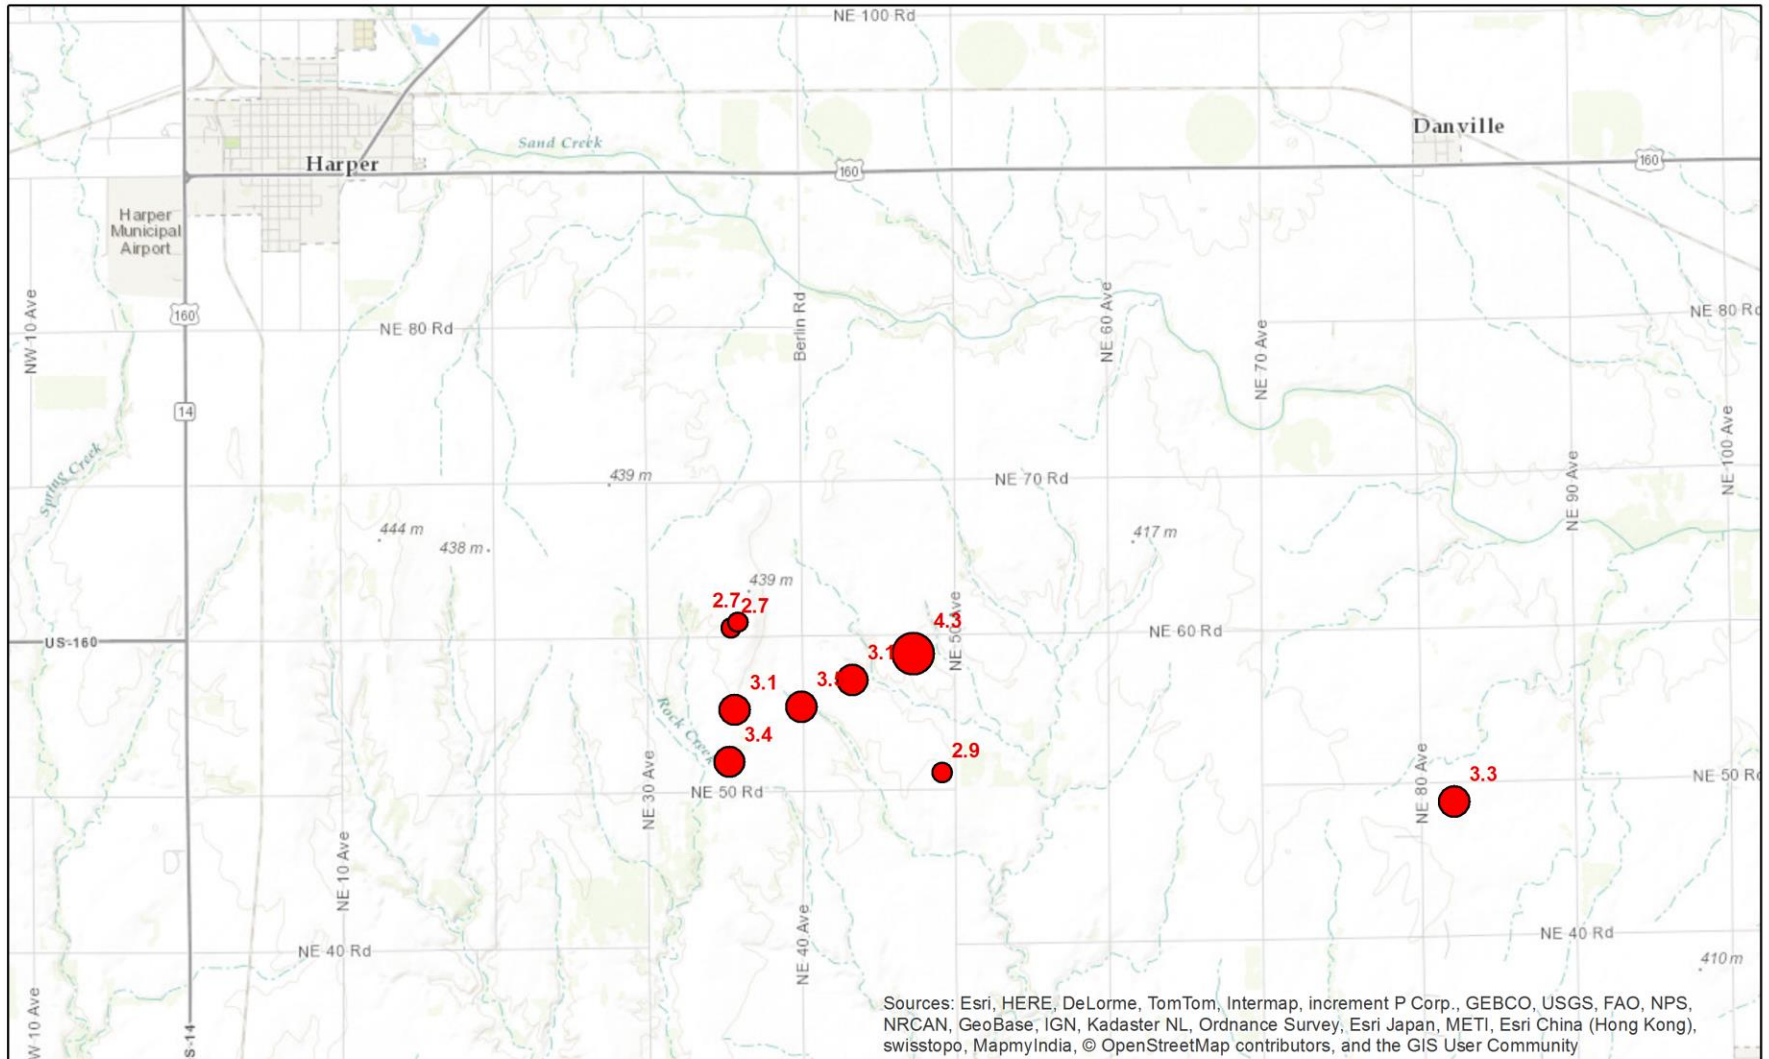 NE 100 Rd
Sand Creek
Danville
Harper
160
160
Harper
Municipal
Airport
NW 10 Ave
160
NE 80 Rd
Berlin Rd
NE 60 Ave
NE 70 Ave
NE 80 Rd
14
Spring Creek
439 m
NE 70 Rd
NE 90 Ave
NE 100 Ave
444 m
438 m
417 m
439 m
2.7
2.7
4.3
NE 50 Ave
NE 60 Rd
US-160
3.1
3.1
Rock Creek
3.4
2.9
NE 30 Ave
NE 50 Rd
NE 80 Ave
3.3
NE 50 Rd
NE 10 Ave
NE 40 Ave
NE 40 Rd
NE 40 Rd
410 m
W 10 Ave
S-14
Sources: Esri, HERE, DeLorme, TomTom, Intermap, increment P Corp., GEBCO, USGS, FAO, NPS,
NRCAN, GeoBase, IGN, Kadaster NL, Ordnance Survey, Esri Japan, METI, Esri China (Hong Kong),
swisstopo, MapmyIndia, © OpenStreetMap contributors, and the GIS User Community